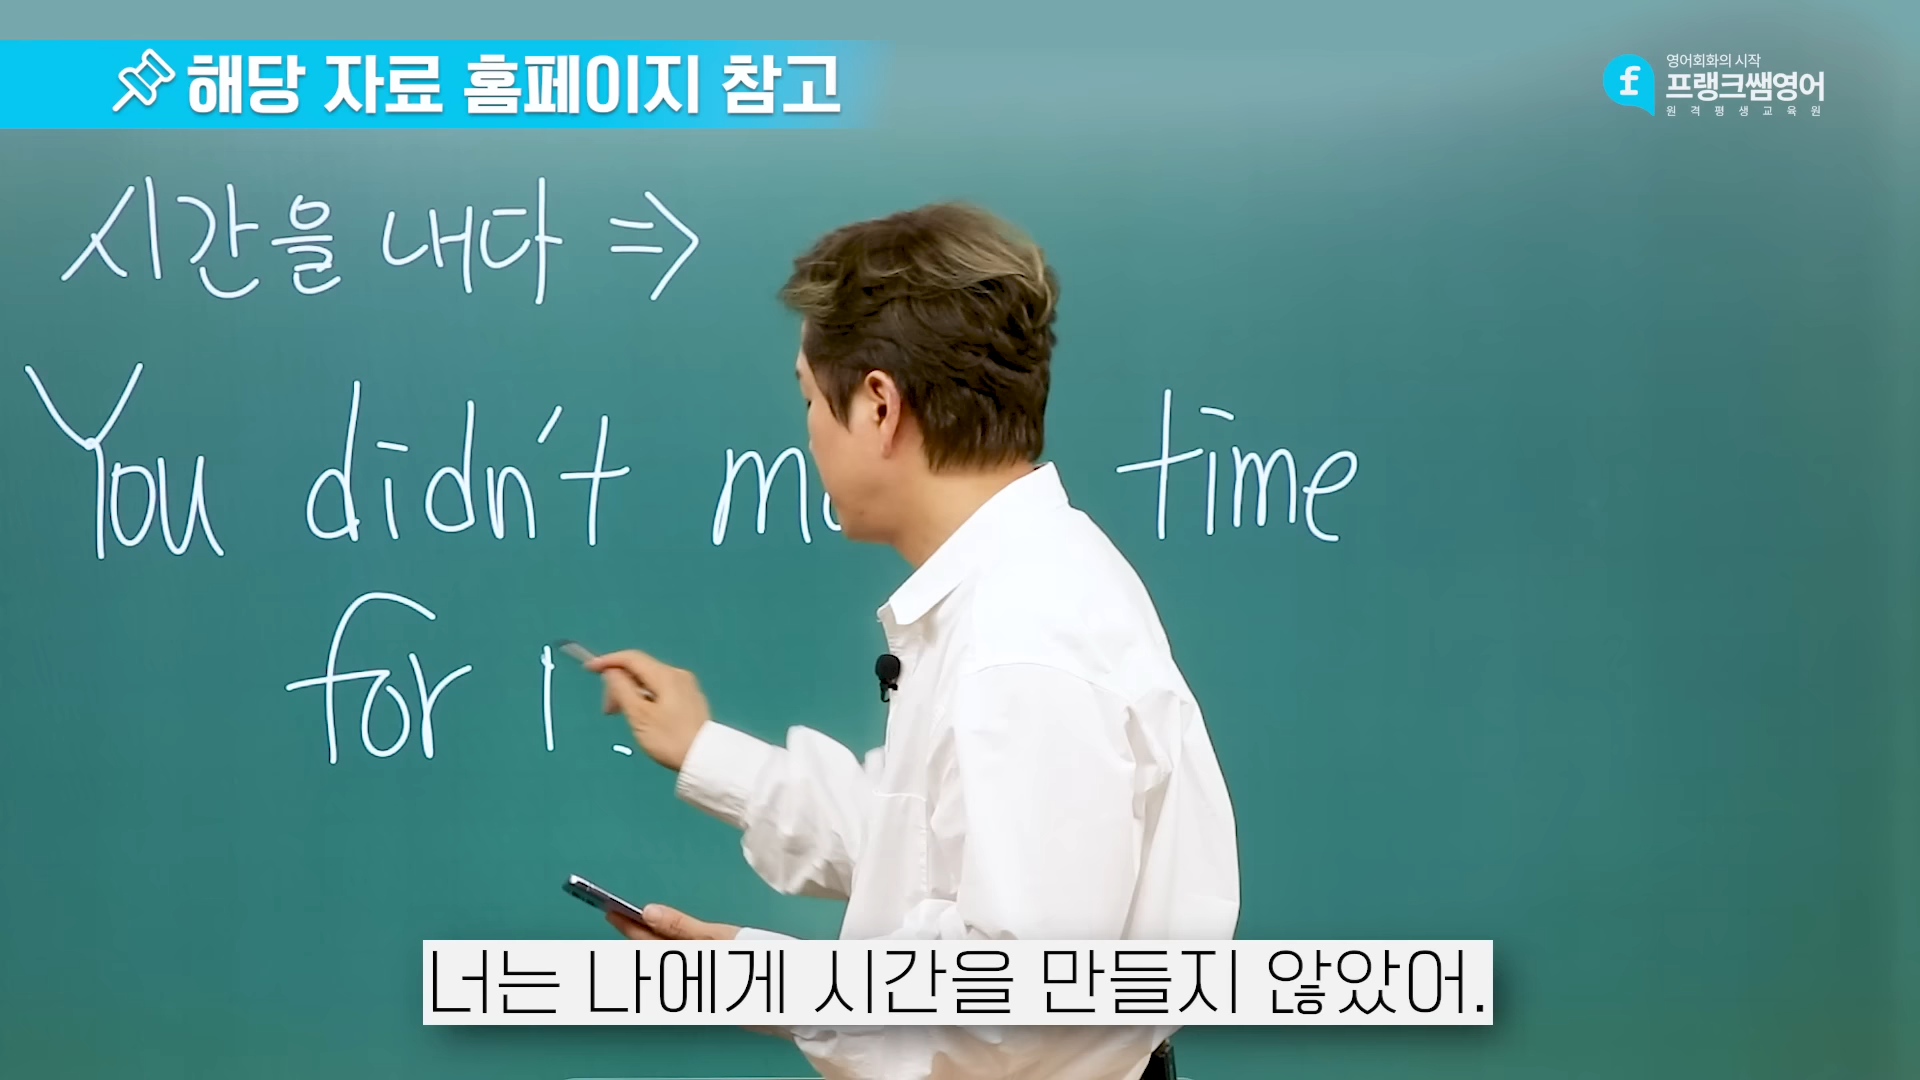 해당 자료 홈페이지 참고
영어회화의 시작
프랭크쌤영어
원격평생교육원
시간을 내다 ⇒
You didn't time
for
너는 나에게 시간을 만들지 않았어.